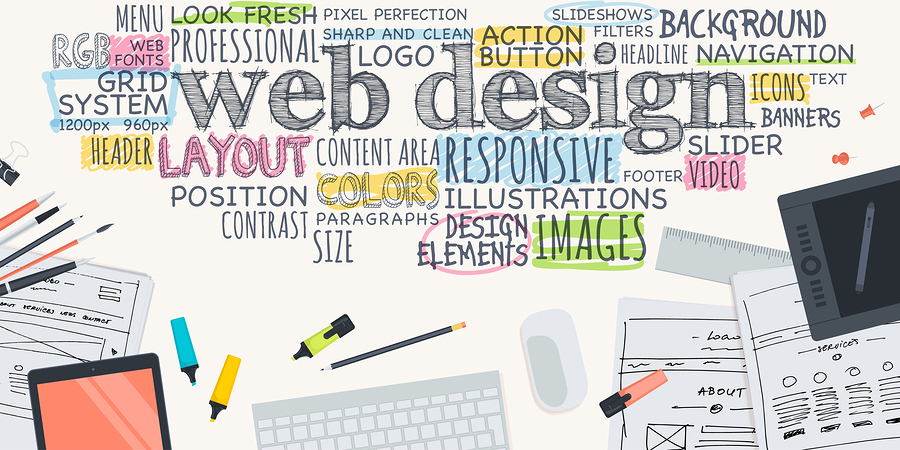 MENU LOOK FRESH PIXEL PERFECTION SLIDESHOWS BACKGROUND
RGB WEB FONTS PROFESSIONAL SHARP AND CLEAN ACTION BUTTON FILTERS
LOGO HEADLINE NAVIGATION
GRID SYSTEM web design ICONS TEXT
1200px 960px BANNERS
HEADER LAYOUT CONTENT AREA RESPONSIVE SLIDER
COLORS FOOTER VIDEO
POSITION ILLUSTRATIONS
CONTRAST PARAGRAPHS DESIGN ELEMENTS IMAGES
SIZE
ABOUT SERVICES NEWS CONTACT
LOGO
SERVICES
ABOUT